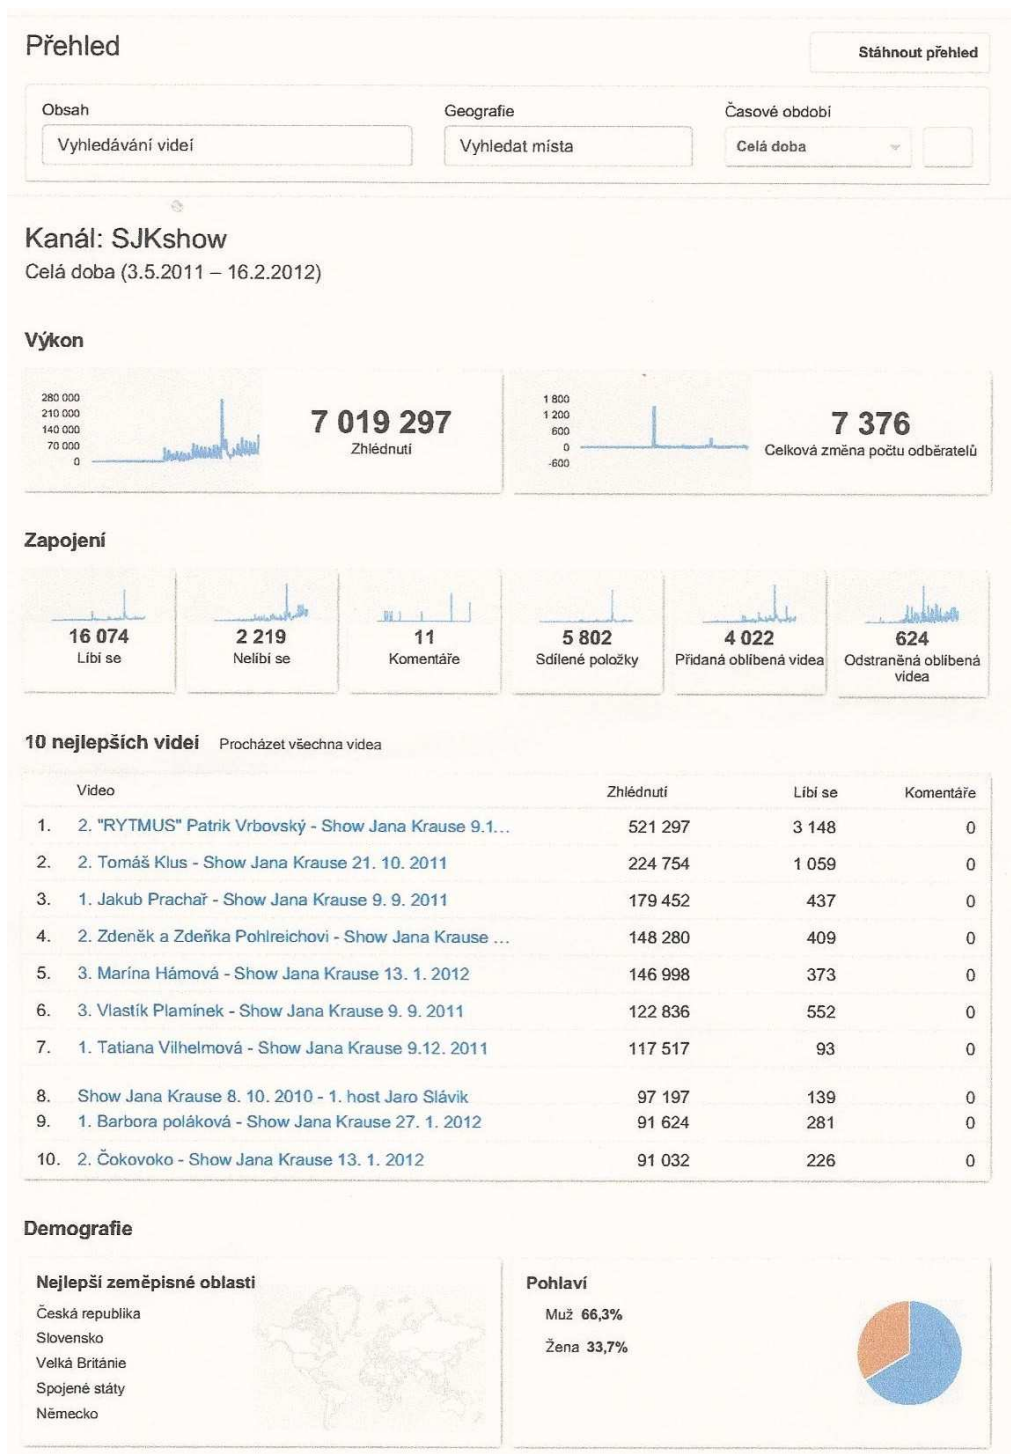 Přehled
Stáhnout přehled
Obsah
Geografie
Časové období
Vyhledávání videí
Vyhledat místa
Celá doba
Kanál: SJKshow
Celá doba (3.5.2011 – 16.2.2012)
Výkon
280 000
210 000
140 000
70 000
0
7 019 297
Zhlédnutí
1 800
1 200
600
0
-600
7 376
Celková změna počtu odběratelů
Zapojení
16 074
Líbí se
2 219
Nelíbí se
11
Komentáře
5 802
Sdílené položky
4 022
Přidaná oblíbená videa
624
Odstraněná oblíbená
videa
10 nejlepších videí Procházet všechna videa
Video Zhlédnutí Líbí se Komentáře
1. 2. "RYTMUS" Patrik Vrbovský - Show Jana Krause 9.1... 521 297 3 148 0
2. 2. Tomáš Klus - Show Jana Krause 21. 10. 2011 224 754 1 059 0
3. 1. Jakub Prachař - Show Jana Krause 9. 9. 2011 179 452 437 0
4. 2. Zdeněk a Zdeňka Pohlreichovi - Show Jana Krause ... 148 280 409 0
5. 3. Marína Hámová - Show Jana Krause 13. 1. 2012 146 998 373 0
6. 3. Vlastík Plamínek - Show Jana Krause 9. 9. 2011 122 836 552 0
7. 1. Tatiana Vilhelmová - Show Jana Krause 9.12. 2011 117 517 93 0
8. Show Jana Krause 8. 10. 2010 - 1. host Jaro Slávik 97 197 139 0
9. 1. Barbora poláková - Show Jana Krause 27. 1. 2012 91 624 281 0
10. 2. Čokovoko - Show Jana Krause 13. 1. 2012 91 032 226 0
Demografie
Nejlepší zeměpisné oblasti
Česká republika
Slovensko
Velká Británie
Spojené státy
Německo
Pohlaví
Muž 66,3%
Žena 33,7%